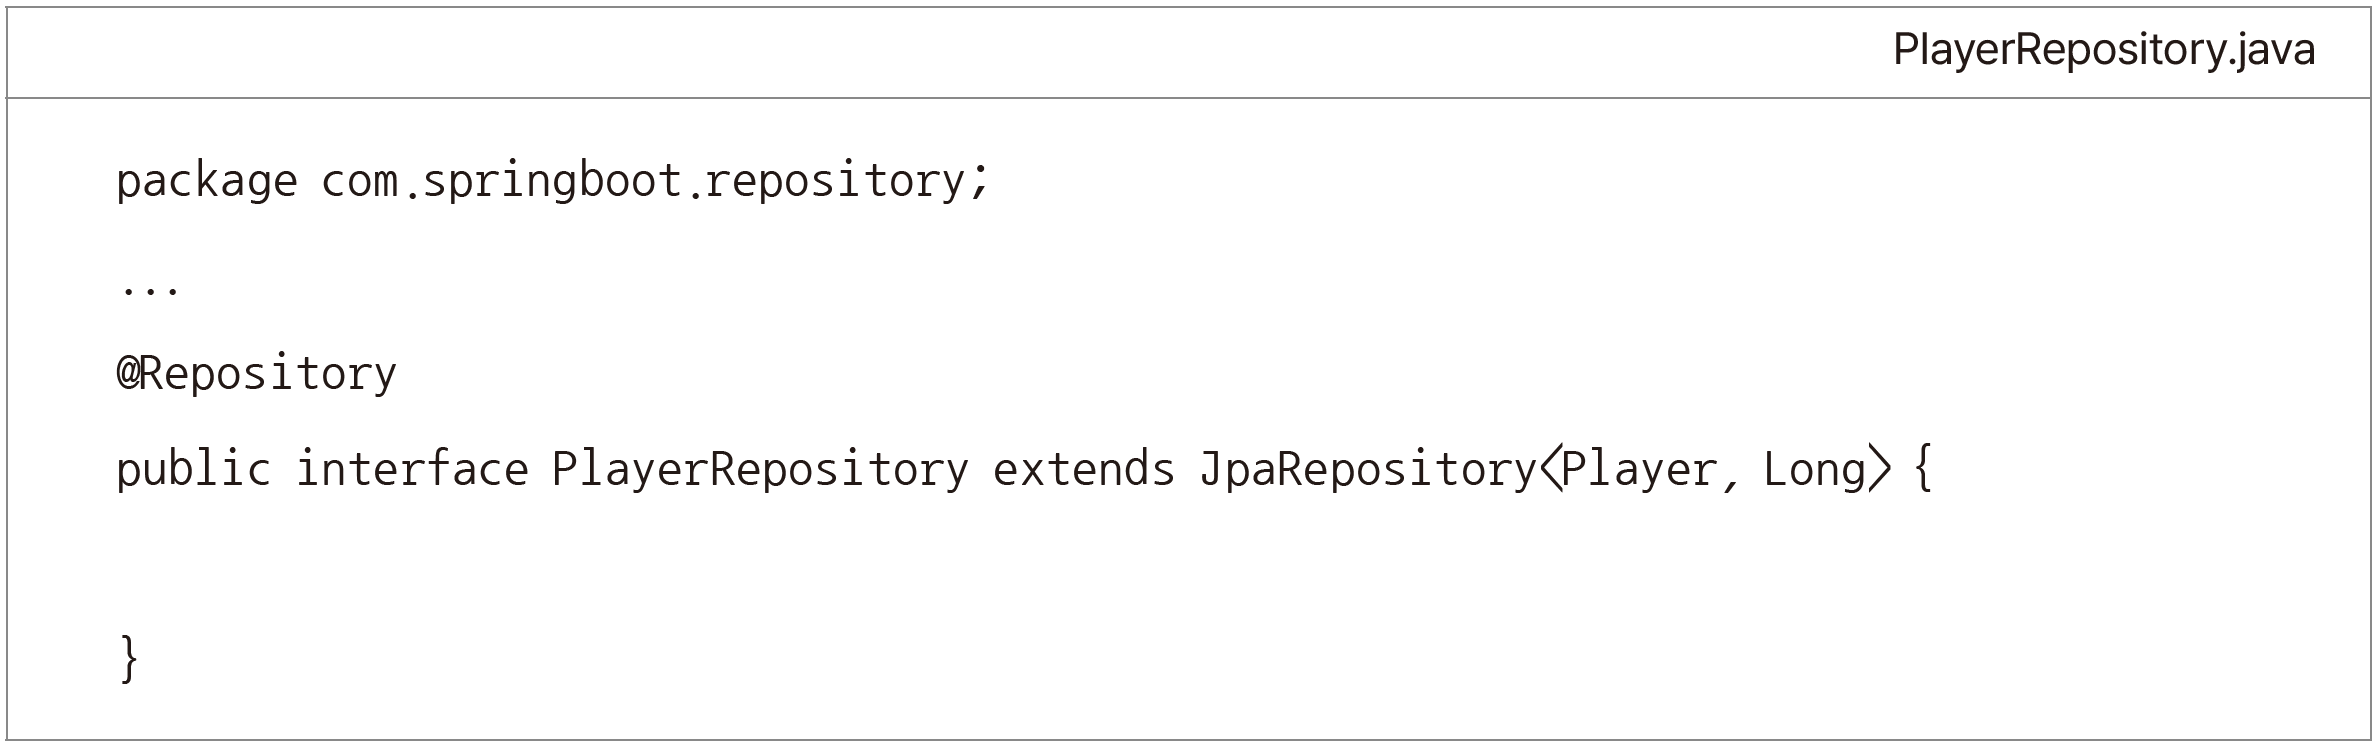 PlayerRepository.java
package com.springboot.repository;
...
@Repository
public interface PlayerRepository extends JpaRepository<Player, Long> {
}